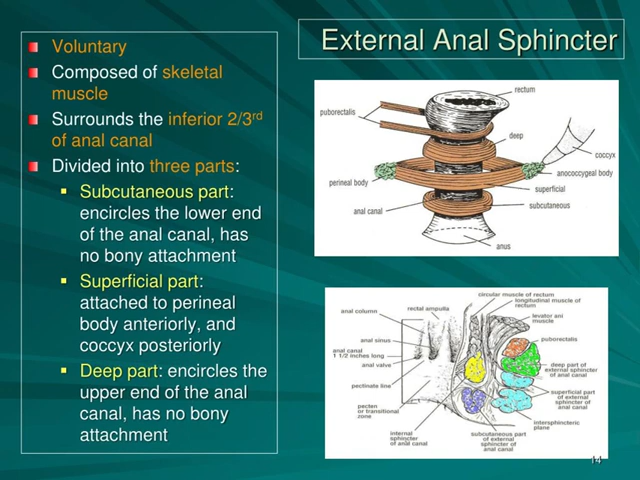 External Anal Sphincter
Voluntary
Composed of skeletal
muscle
Surrounds the inferior 2/3rd
of anal canal
Divided into three parts:
Subcutaneous part:
encircles the lower end
of the anal canal, has
no bony attachment
Superficial part:
attached to perineal
body anteriorly, and
coccyx posteriorly
Deep part: encircles the
upper end of the anal
canal, has no bony
attachment
rectum
puborectalis
deep
coccyx
anococcygeal body
perineal body
superficial
subcutaneous
anal canal
anus
circular muscle of rectum
longitudinal muscle of
rectum
rectal ampulla
anal column
levator ani
muscle
puborectalis
anal sinus
anal canal
1 1/2 inches long
anal valve
deep part of
external sphincter
of anal canal
pectinate line
superficial part
of external
sphincter of
anal canal
pecten
or transitional
zone
intersphincteric
plane
internal
sphincter
of anal canal
subcutaneous part
of external
sphincter of
anal canal
14